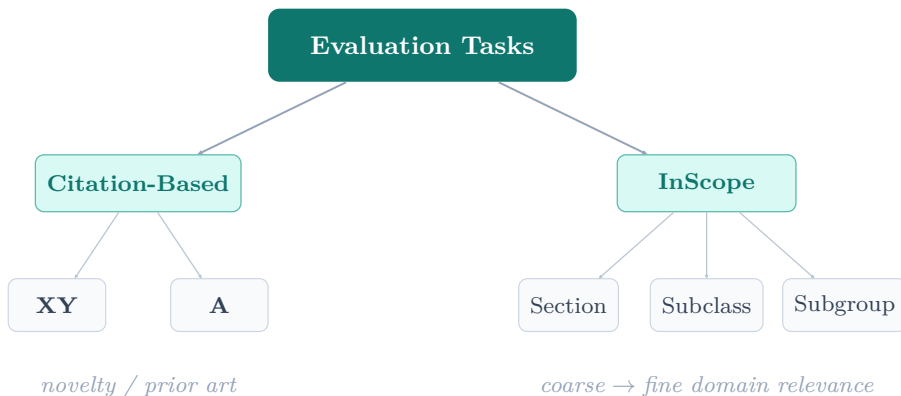 Evaluation Tasks
Citation-Based
InScope
XY
A
Section
Subclass
Subgroup
novelty / prior art
coarse → fine domain relevance